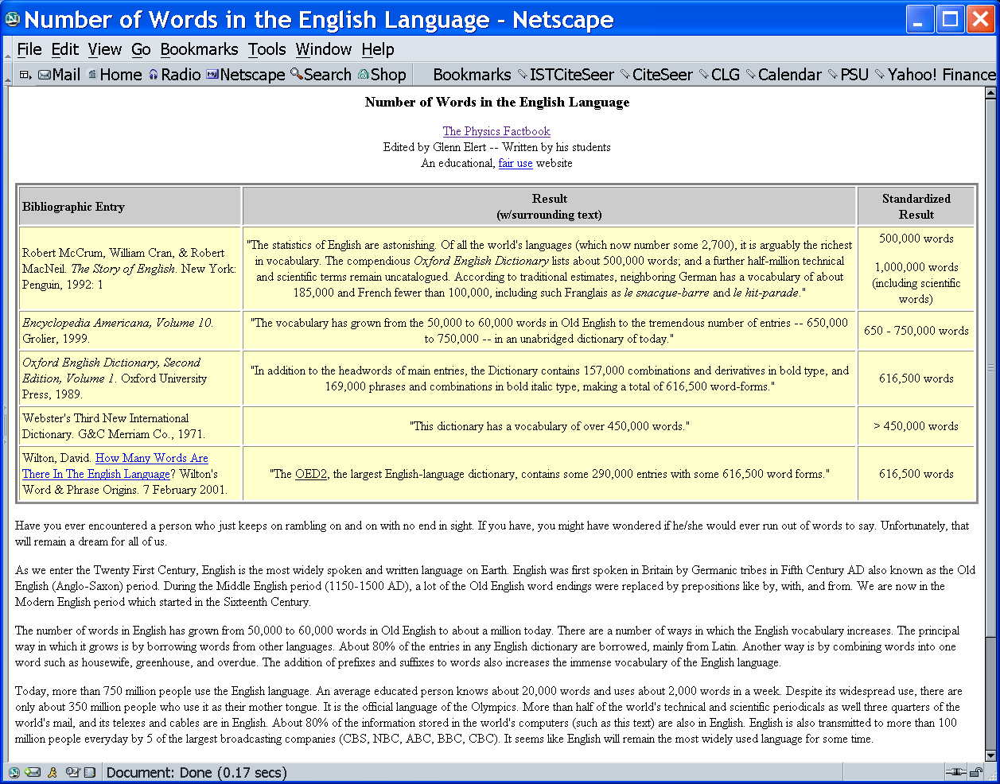 Number of Words in the English Language - Netscape
File Edit View Go Bookmarks Tools Window Help
Mail Home Radio Netscape Search Shop Bookmarks ISTCiteSeer CiteSeer CLG Calendar PSU Yahoo! Finance
Number of Words in the English Language
The Physics Factbook
Edited by Glenn Elert -- Written by his students
An educational, fair use website
Bibliographic Entry
Result
(w/surrounding text)
Standardized
Result
Robert McCrum, William Cran, & Robert
MacNeil. The Story of English. New York:
Penguin, 1992: 1
"The statistics of English are astonishing. Of all the world's languages (which now number some 2,700), it is arguably the richest
in vocabulary. The compendious Oxford English Dictionary lists about 500,000 words; and a further half-million technical
and scientific terms remain uncatalogued. According to traditional estimates, neighboring German has a vocabulary of about
185,000 and French fewer than 100,000, including such Franglais as le snacque-barre and le hit-parade."
500,000 words
1,000,000 words
(including scientific
words)
Encyclopedia Americana, Volume 10.
Grolier, 1999.
"The vocabulary has grown from the 50,000 to 60,000 words in Old English to the tremendous number of entries -- 650,000
to 750,000 -- in an unabridged dictionary of today."
650 - 750,000 words
Oxford English Dictionary, Second
Edition, Volume 1. Oxford University
Press, 1989.
"In addition to the headwords of main entries, the Dictionary contains 157,000 combinations and derivatives in bold type, and
169,000 phrases and combinations in bold italic type, making a total of 616,500 word-forms."
616,500 words
Webster's Third New International
Dictionary. G&C Merriam Co., 1971.
"This dictionary has a vocabulary of over 450,000 words."
> 450,000 words
Wilton, David. How Many Words Are
There In The English Language? Wilton's
Word & Phrase Origins. 7 February 2001.
"The OED2, the largest English-language dictionary, contains some 290,000 entries with some 616,500 word forms."
616,500 words
Have you ever encountered a person who just keeps on rambling on and on with no end in sight. If you have, you might have wondered if he/she would ever run out of words to say. Unfortunately, that
will remain a dream for all of us.
As we enter the Twenty First Century, English is the most widely spoken and written language on Earth. English was first spoken in Britain by Germanic tribes in Fifth Century AD also known as the Old
English (Anglo-Saxon) period. During the Middle English period (1150-1500 AD), a lot of the Old English word endings were replaced by prepositions like by, with, and from. We are now in the
Modern English period which started in the Sixteenth Century.
The number of words in English has grown from 50,000 to 60,000 words in Old English to about a million today. There are a number of ways in which the English vocabulary increases. The principal
way in which it grows is by borrowing words from other languages. About 80% of the entries in any English dictionary are borrowed, mainly from Latin. Another way is by combining words into one
word such as housewife, greenhouse, and overdue. The addition of prefixes and suffixes to words also increases the immense vocabulary of the English language.
Today, more than 750 million people use the English language. An average educated person knows about 20,000 words and uses about 2,000 words in a week. Despite its widespread use, there are
only about 350 million people who use it as their mother tongue. It is the official language of the Olympics. More than half of the world's technical and scientific periodicals as well three quarters of the
world's mail, and its telexes and cables are in English. About 80% of the information stored in the world's computers (such as this text) are also in English. English is also transmitted to more than 100
million people everyday by 5 of the largest broadcasting companies (CBS, NBC, ABC, BBC, CBC). It seems like English will remain the most widely used language for some time.
Document: Done (0.17 secs)